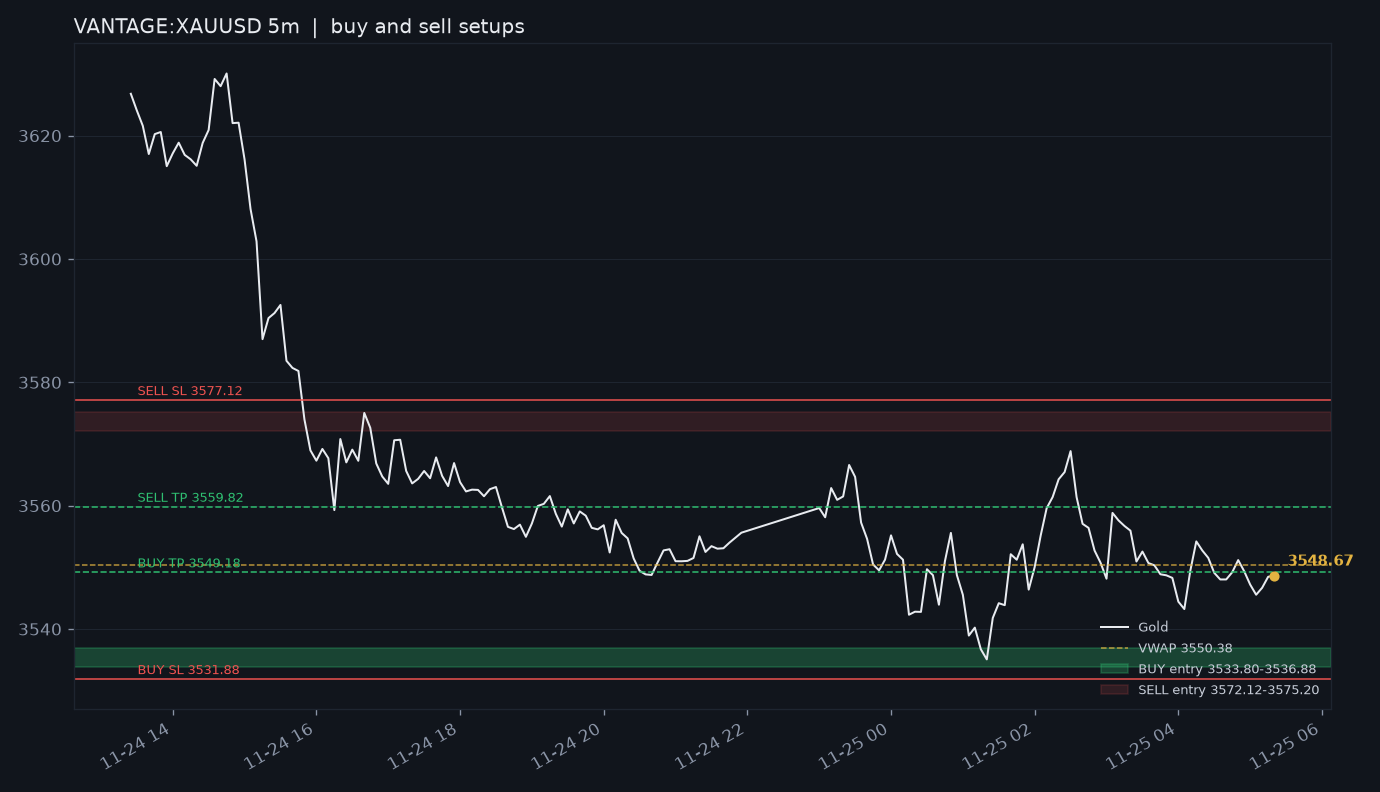 VANTAGE:XAUUSD 5m | buy and sell setups
3620
3600
3580
SELL SL 3577.12
3560
SELL TP 3559.82
BUY TP 3549.18
3548.67
3540
BUY SL 3531.88
Gold
VWAP 3550.38
BUY entry 3533.80-3536.88
SELL entry 3572.12-3575.20
11-24 14
11-24 16
11-24 18
11-24 20
11-24 22
11-25 00
11-25 02
11-25 04
11-25 06